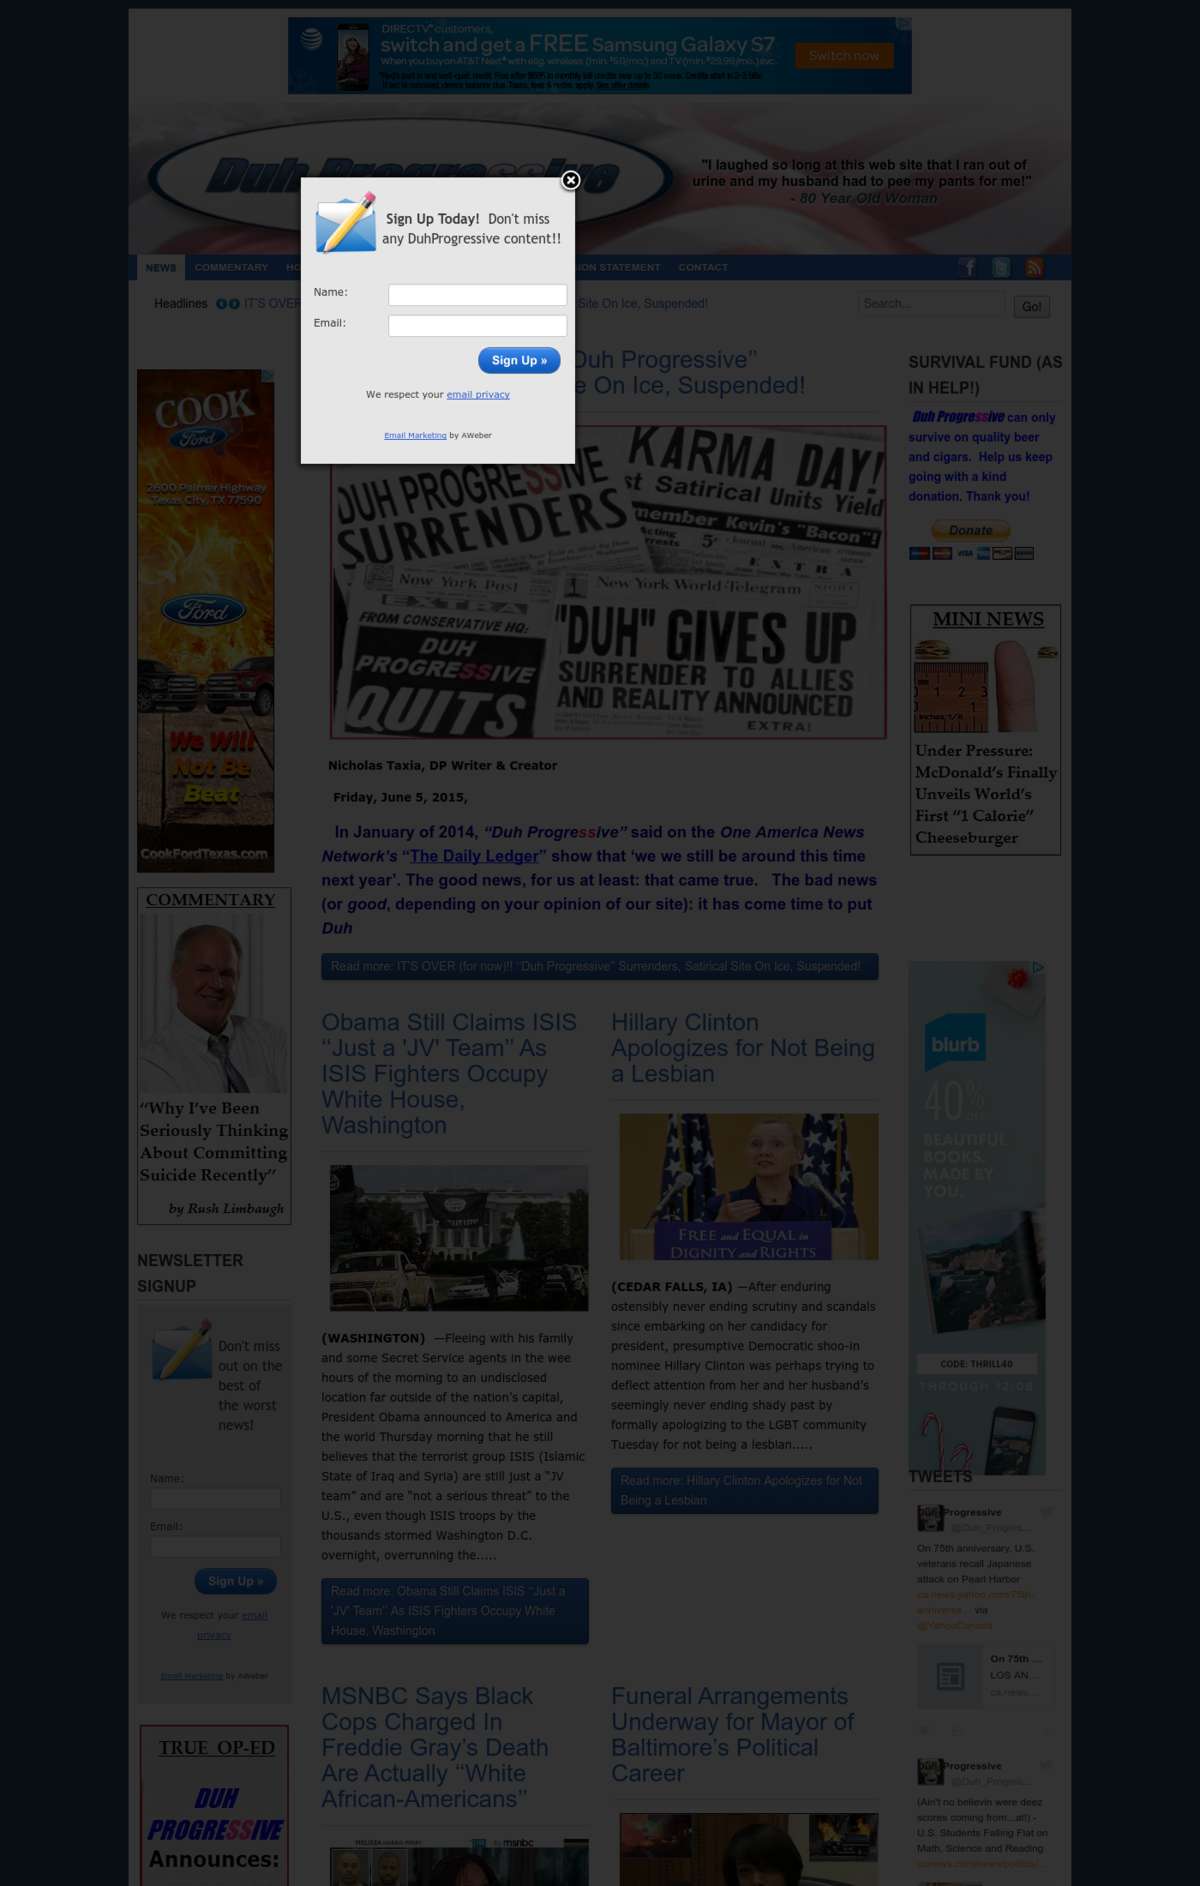 DIRECTV® customers,
switch and get a FREE Samsung Galaxy S7
When you buy on AT&T Next® with elig. wireless (min. $50/mo.) and TV (min. $29.99/mo.) svc.
Switch now
Duh Progressive
"I laughed so long at this web site that I ran out of
urine and my husband had to pee my pants for me!"
- 80 Year Old Woman
Sign Up Today! Don't miss
any DuhProgressive content!!
Name:
Email:
Sign Up »
We respect your email privacy
Email Marketing by AWeber
NEWS
COMMENTARY
STATEMENT
CONTACT
Headlines
IT'S OVER
Site On Ice, Suspended!
Search...
Go!
Duh Progressive”
e On Ice, Suspended!
COOK
Ford
2600 Palmer Highway
Texas City, TX 77590
Ford
We Will
Not Be
Beat
CookFordTexas.com
DUH PROGRESSIVE
SURRENDERS
KARMA DAY!
st Satirical Units Yield
member Kevin's "Bacon"!
EXTRA
New York Post
EXTRA
FROM CONSERVATIVE HQ:
DUH
PROGREssIVE
QUITS
New York World-Telegram
"DUH" GIVES UP
SURRENDER TO ALLIES
AND REALITY ANNOUNCED
EXTRA!
Nicholas Taxia, DP Writer & Creator
Friday, June 5, 2015,
In January of 2014, “Duh Progressive” said on the One America News
Network's “The Daily Ledger” show that ‘we we still be around this time
next year’. The good news, for us at least: that came true. The bad news
(or good, depending on your opinion of our site): it has come time to put
Duh
Read more: IT'S OVER (for now)!! “Duh Progressive” Surrenders, Satirical Site On Ice, Suspended!
SURVIVAL FUND (AS
IN HELP!)
Duh Progressive can only
survive on quality beer
and cigars. Help us keep
going with a kind
donation. Thank you!
Donate
VISA
MINI NEWS
0 1 2 3
Under Pressure:
McDonald's Finally
Unveils World's
First “1 Calorie”
Cheeseburger
COMMENTARY
“Why I've Been
Seriously Thinking
About Committing
Suicide Recently”
by Rush Limbaugh
NEWSLETTER
SIGNUP
Don't miss
out on the
best of
the worst
news!
Name:
Email:
Sign Up »
We respect your email
privacy
Email Marketing by AWeber
TRUE OP-ED
DUH
PROGREssIVE
Announces:
Obama Still Claims ISIS
“Just a 'JV' Team” As
ISIS Fighters Occupy
White House,
Washington
(WASHINGTON) —Fleeing with his family
and some Secret Service agents in the wee
hours of the morning to an undisclosed
location far outside of the nation's capital,
President Obama announced to America and
the world Thursday morning that he still
believes that the terrorist group ISIS (Islamic
State of Iraq and Syria) are still just a “JV
team” and are “not a serious threat” to the
U.S., even though ISIS troops by the
thousands stormed Washington D.C.
overnight, overrunning the.....
Read more: Obama Still Claims ISIS “Just a
'JV' Team” As ISIS Fighters Occupy White
House, Washington
Hillary Clinton
Apologizes for Not Being
a Lesbian
FREE and EQUAL in
DIGNITY and RIGHTS
(CEDAR FALLS, IA) —After enduring
ostensibly never ending scrutiny and scandals
since embarking on her candidacy for
president, presumptive Democratic shoo-in
nominee Hillary Clinton was perhaps trying to
deflect attention from her and her husband's
seemingly never ending shady past by
formally apologizing to the LGBT community
Tuesday for not being a lesbian.....
Read more: Hillary Clinton Apologizes for Not
Being a Lesbian
MSNBC Says Black
Cops Charged In
Freddie Gray's Death
Are Actually “White
African-Americans”
msnbc
Funeral Arrangements
Underway for Mayor of
Baltimore's Political
Career
blurb
40%
BEAUTIFUL
BOOKS.
MADE BY
YOU.
CODE: THRILL40
THROUGH 12/08
TWEETS
Progressive
@Duh_Progres...
On 75th anniversary, U.S.
veterans recall Japanese
attack on Pearl Harbor
ca.news.yahoo.com/75th-
anniversa... via
@YahooCanada
On 75th ...
LOS AN...
ca.news...
Progressive
@Duh_Progres...
(Ain't no believin were deez
scores coming from...at!) -
U.S. Students Falling Flat on
Math, Science and Reading